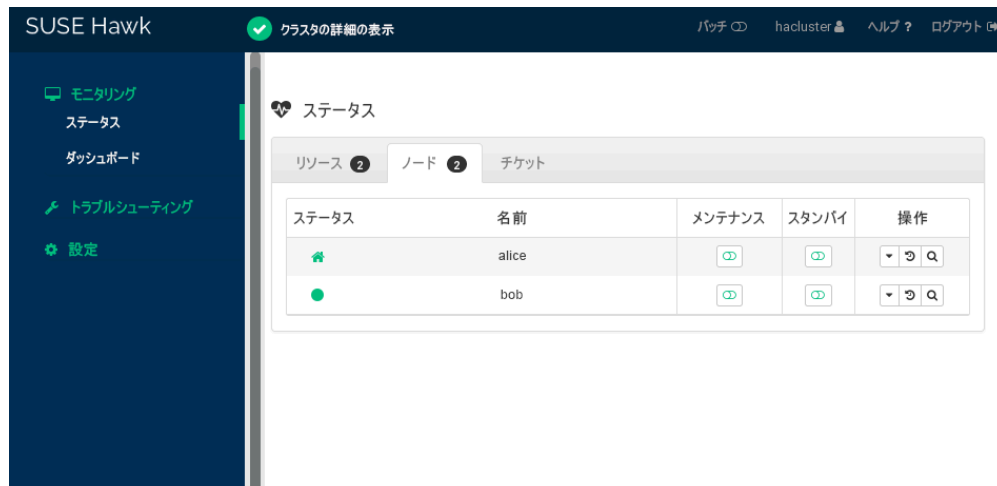 SUSE Hawk
クラスタの詳細の表示
バッチ
hacluster
ヘルプ ?
ログアウト
モニタリング
ステータス
ダッシュボード
トラブルシューティング
設定
ステータス
リソース 2 ノード 2 チケット
ステータス 名前 メンテナンス スタンバイ 操作
alice
bob